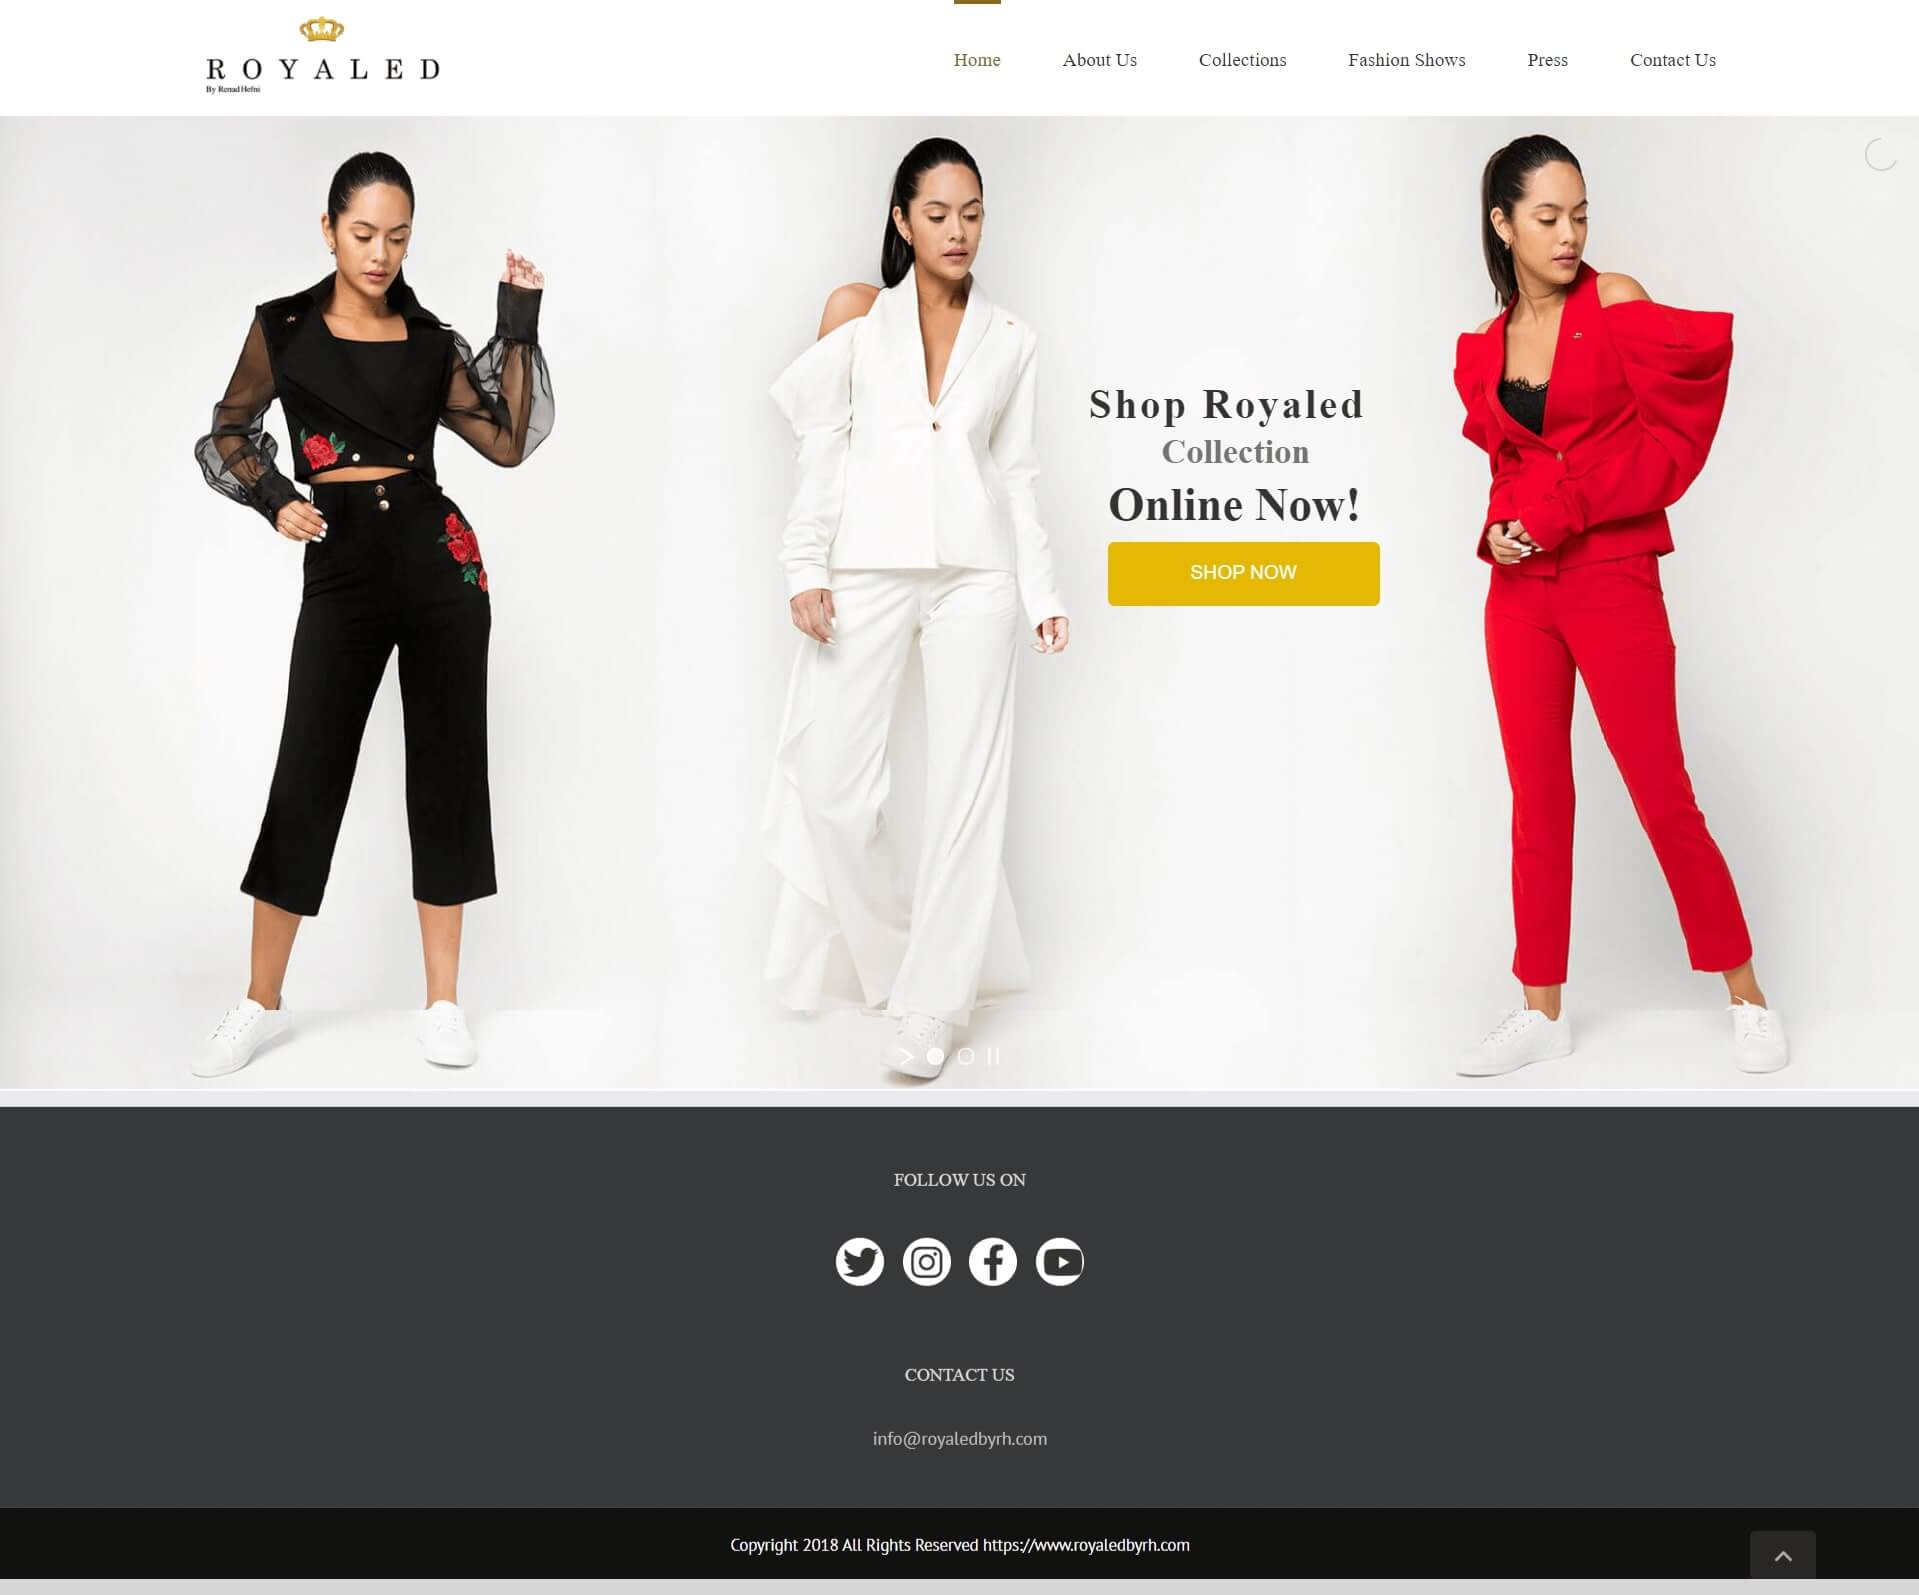 ROYALED
By Renad Hefni
Home About Us Collections Fashion Shows Press Contact Us
Shop Royaled
Collection
Online Now!
SHOP NOW
FOLLOW US ON
CONTACT US
info@royaledbyrh.com
Copyright 2018 All Rights Reserved https://www.royaledbyrh.com